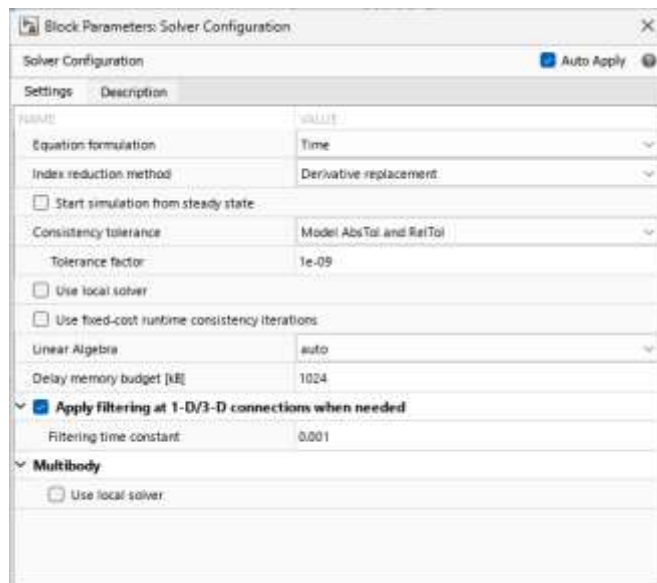 Block Parameters: Solver Configuration
Solver Configuration Auto Apply
Settings Description
NAME VALUE
Equation formulation Time
Index reduction method Derivative replacement
Start simulation from steady state
Consistency tolerance Model AbsTol and RelTol
Tolerance factor 1e-09
Use local solver
Use fixed-cost runtime consistency iterations
Linear Algebra auto
Delay memory budget [kB] 1024
Apply filtering at 1-D/3-D connections when needed
Filtering time constant 0.001
Multibody
Use local solver